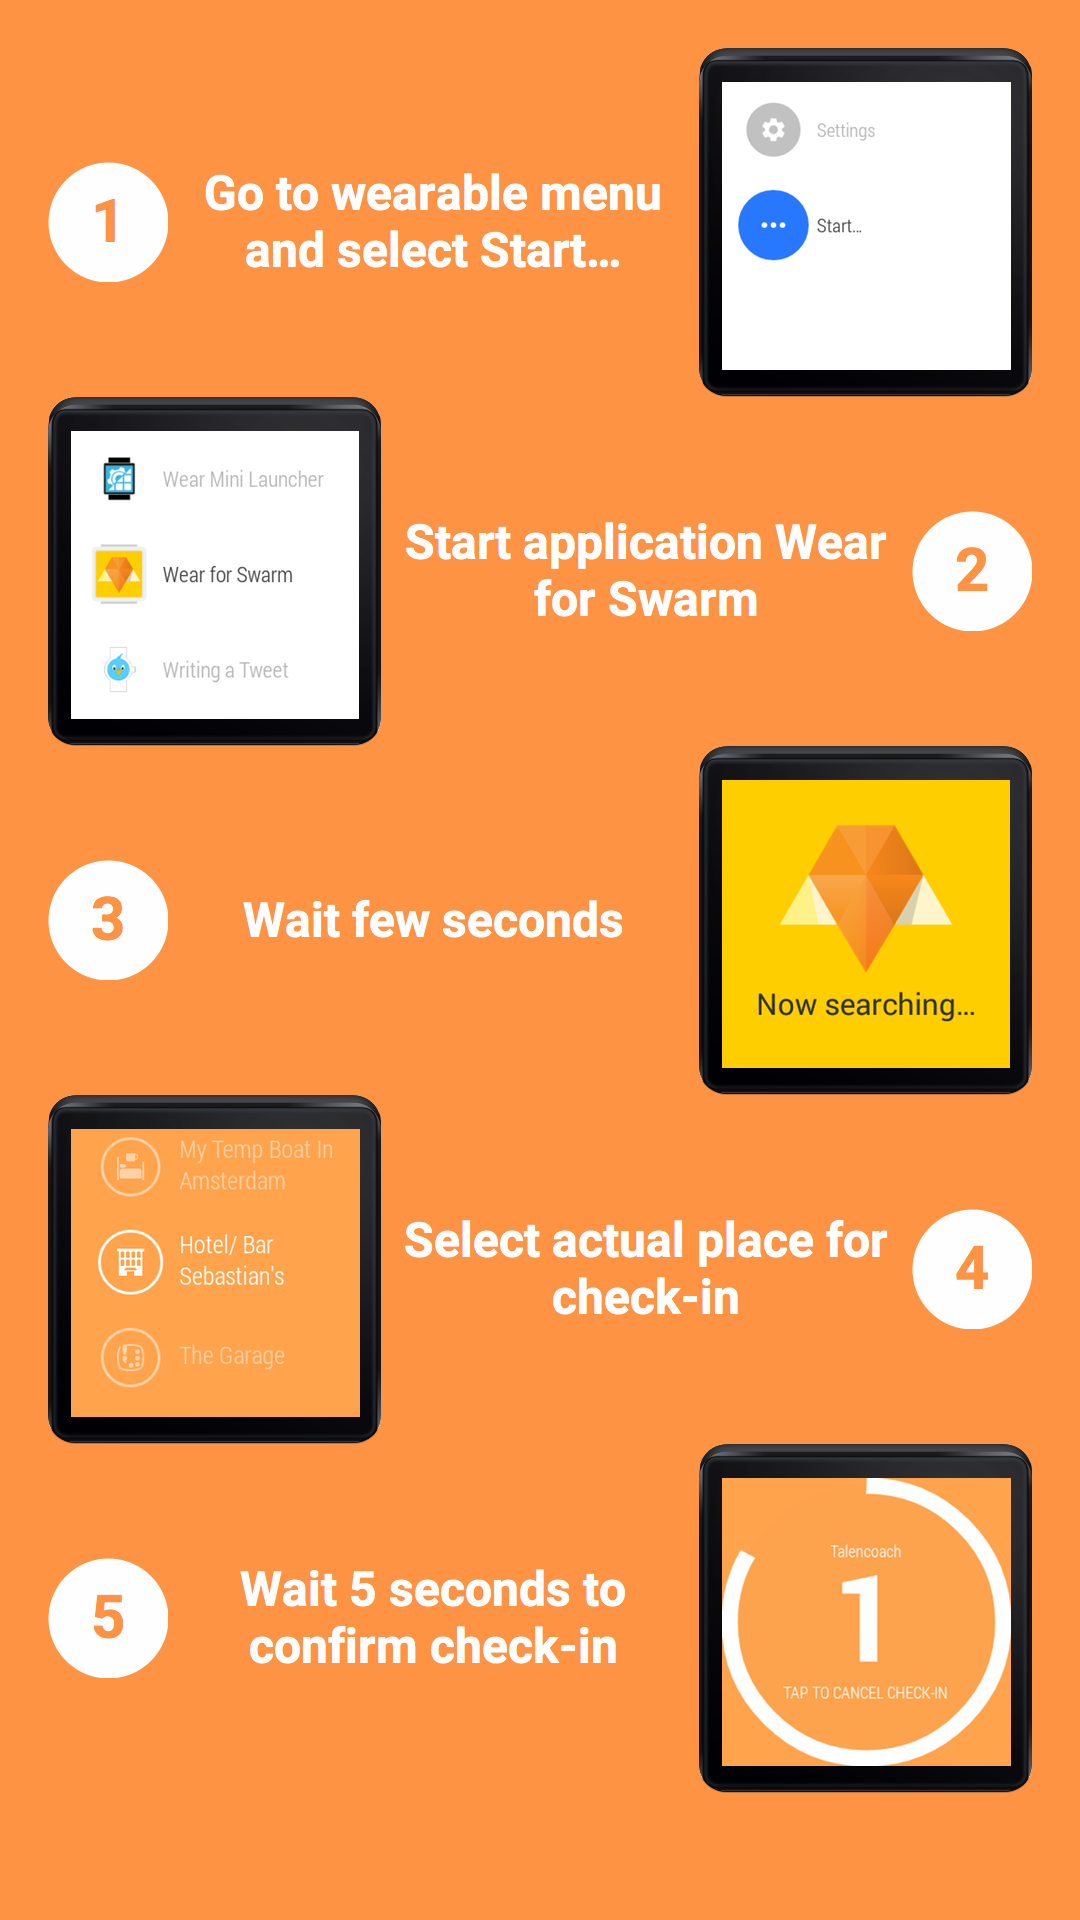 1
Go to wearable menu
and select Start...
Settings
Start...
Wear Mini Launcher
Wear for Swarm
Writing a Tweet
Start application Wear
for Swarm
2
3
Wait few seconds
Now searching...
My Temp Boat In
Amsterdam
Hotel/ Bar
Sebastian's
The Garage
Select actual place for
check-in
4
5
Wait 5 seconds to
confirm check-in
Talencoach
1
TAP TO CANCEL CHECK-IN